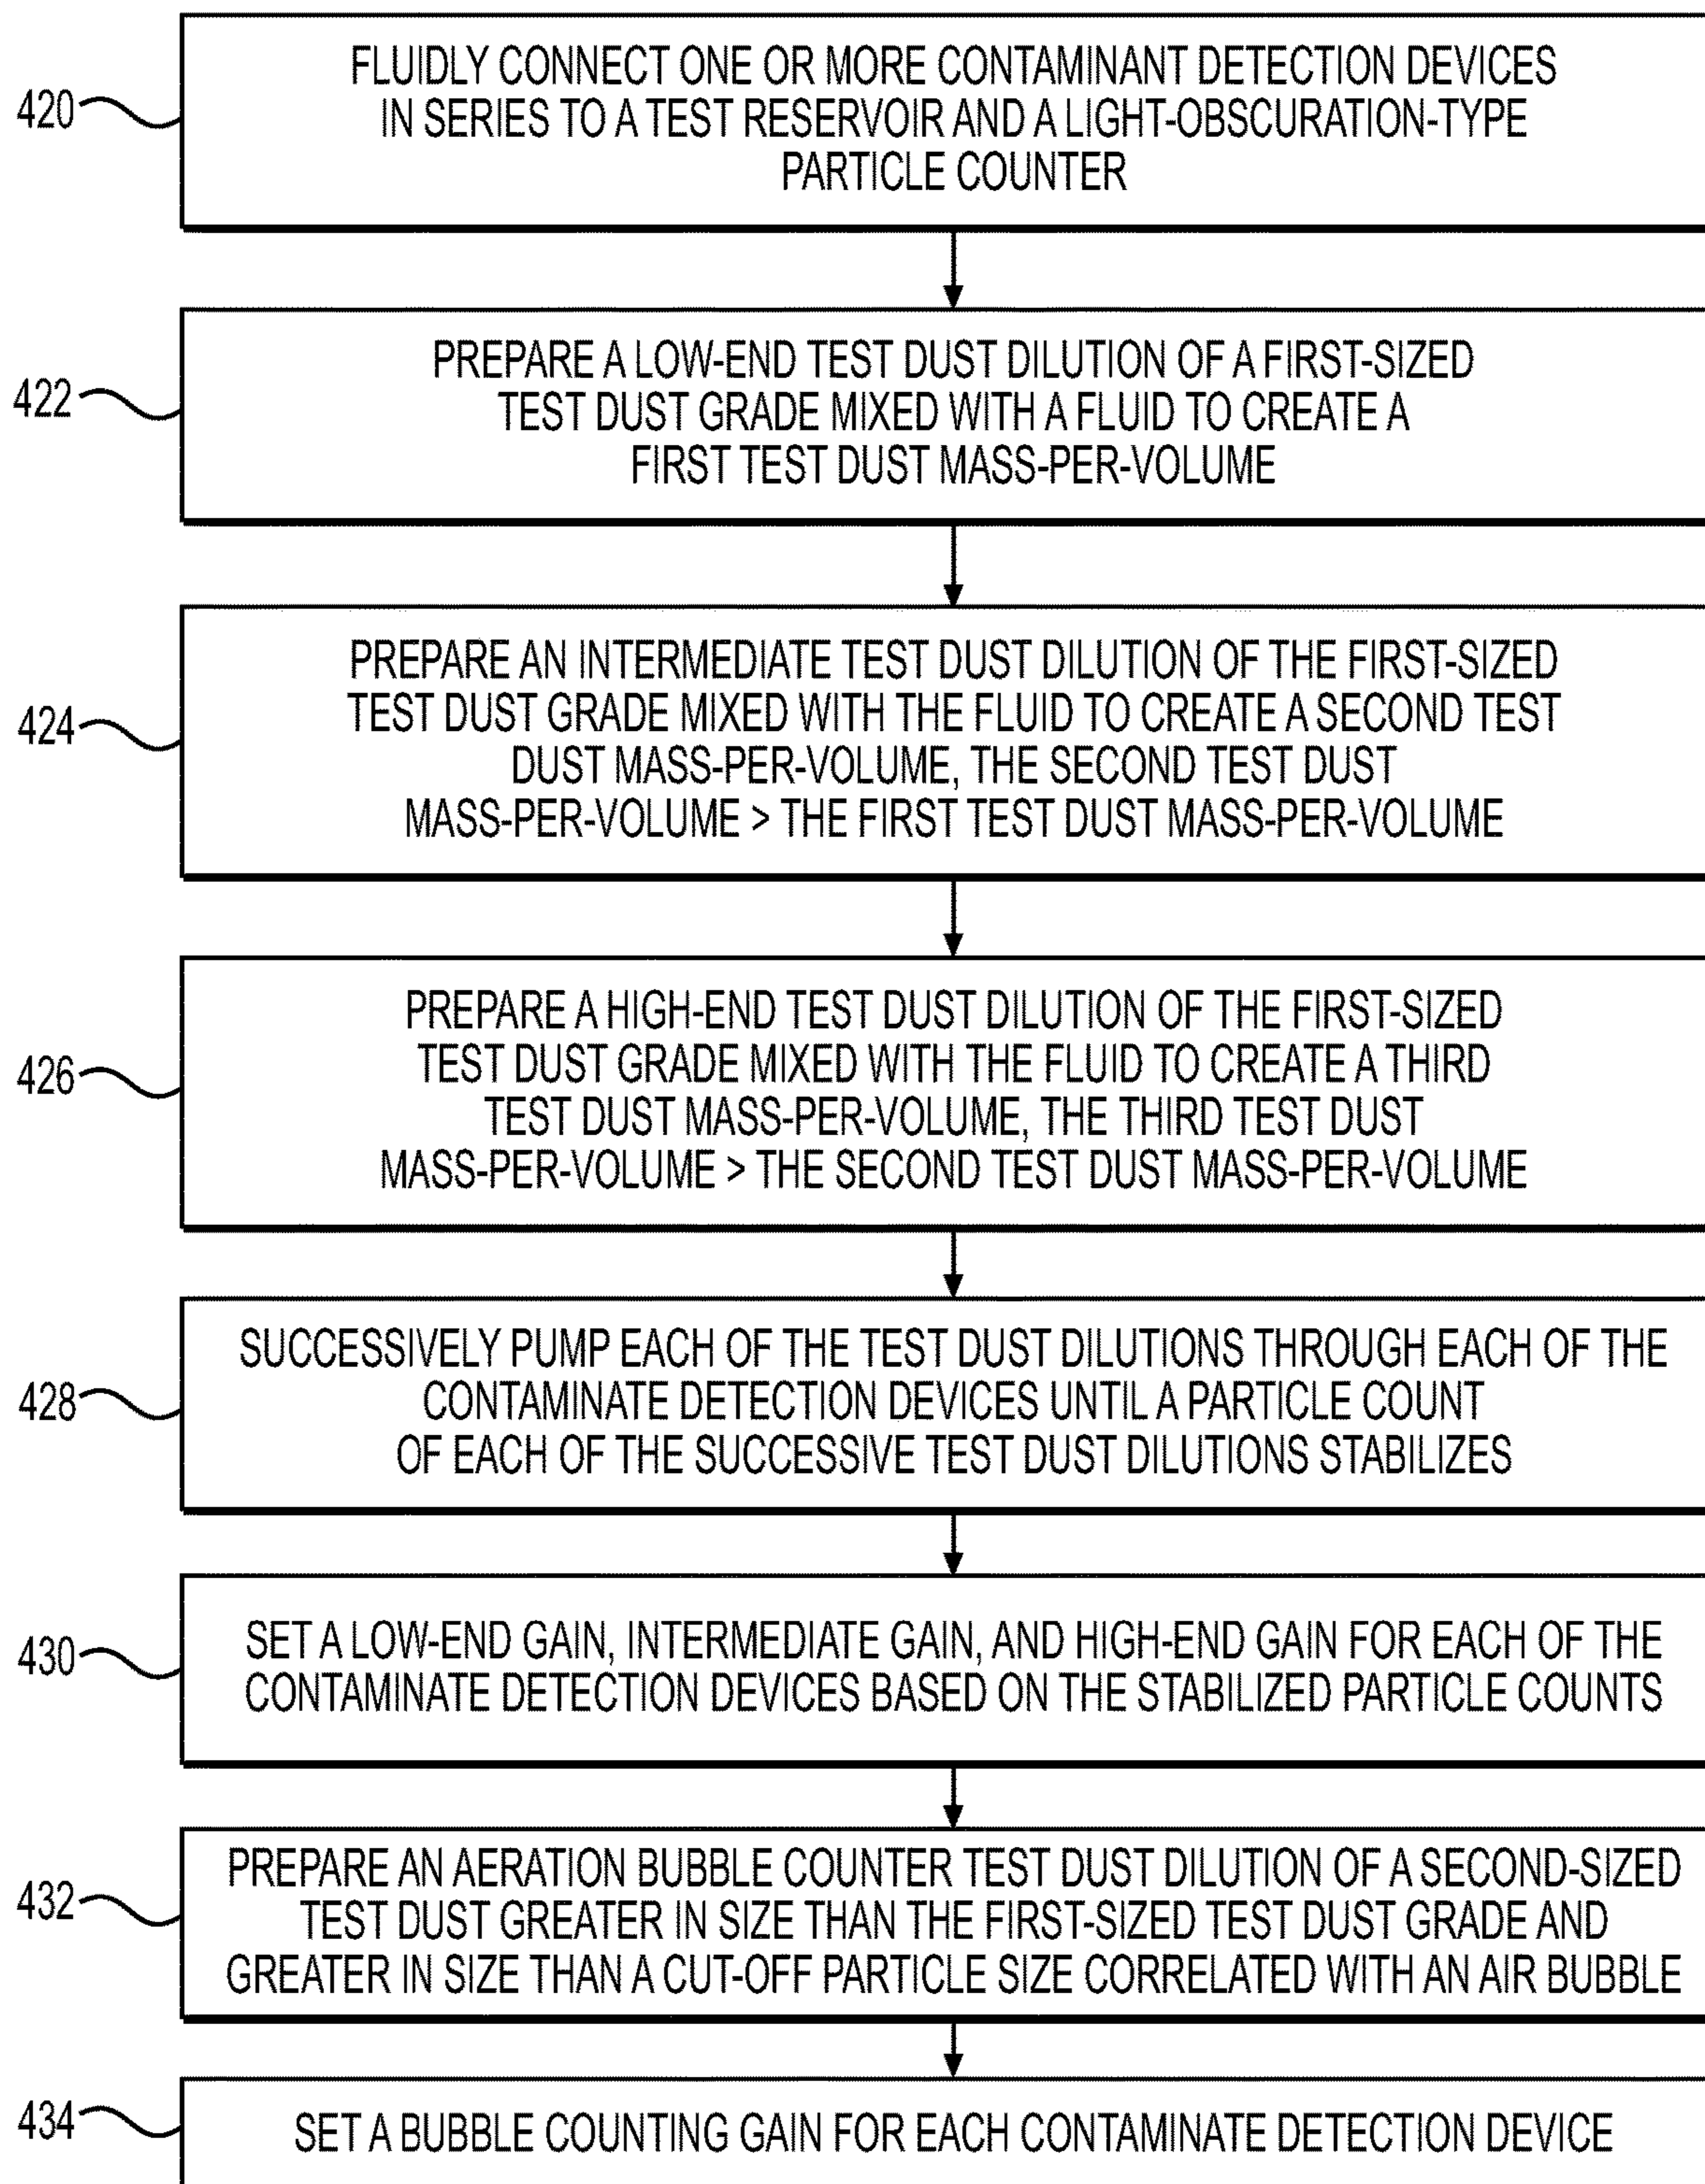 420
FLUIDLY CONNECT ONE OR MORE CONTAMINANT DETECTION DEVICES
IN SERIES TO A TEST RESERVOIR AND A LIGHT-OBSCURATION-TYPE
PARTICLE COUNTER
422
PREPARE A LOW-END TEST DUST DILUTION OF A FIRST-SIZED
TEST DUST GRADE MIXED WITH A FLUID TO CREATE A
FIRST TEST DUST MASS-PER-VOLUME
424
PREPARE AN INTERMEDIATE TEST DUST DILUTION OF THE FIRST-SIZED
TEST DUST GRADE MIXED WITH THE FLUID TO CREATE A SECOND TEST
DUST MASS-PER-VOLUME, THE SECOND TEST DUST
MASS-PER-VOLUME > THE FIRST TEST DUST MASS-PER-VOLUME
426
PREPARE A HIGH-END TEST DUST DILUTION OF THE FIRST-SIZED
TEST DUST GRADE MIXED WITH THE FLUID TO CREATE A THIRD
TEST DUST MASS-PER-VOLUME, THE THIRD TEST DUST
MASS-PER-VOLUME > THE SECOND TEST DUST MASS-PER-VOLUME
428
SUCCESSIVELY PUMP EACH OF THE TEST DUST DILUTIONS THROUGH EACH OF THE
CONTAMINATE DETECTION DEVICES UNTIL A PARTICLE COUNT
OF EACH OF THE SUCCESSIVE TEST DUST DILUTIONS STABILIZES
430
SET A LOW-END GAIN, INTERMEDIATE GAIN, AND HIGH-END GAIN FOR EACH OF THE
CONTAMINATE DETECTION DEVICES BASED ON THE STABILIZED PARTICLE COUNTS
432
PREPARE AN AERATION BUBBLE COUNTER TEST DUST DILUTION OF A SECOND-SIZED
TEST DUST GREATER IN SIZE THAN THE FIRST-SIZED TEST DUST GRADE AND
GREATER IN SIZE THAN A CUT-OFF PARTICLE SIZE CORRELATED WITH AN AIR BUBBLE
434
SET A BUBBLE COUNTING GAIN FOR EACH CONTAMINATE DETECTION DEVICE